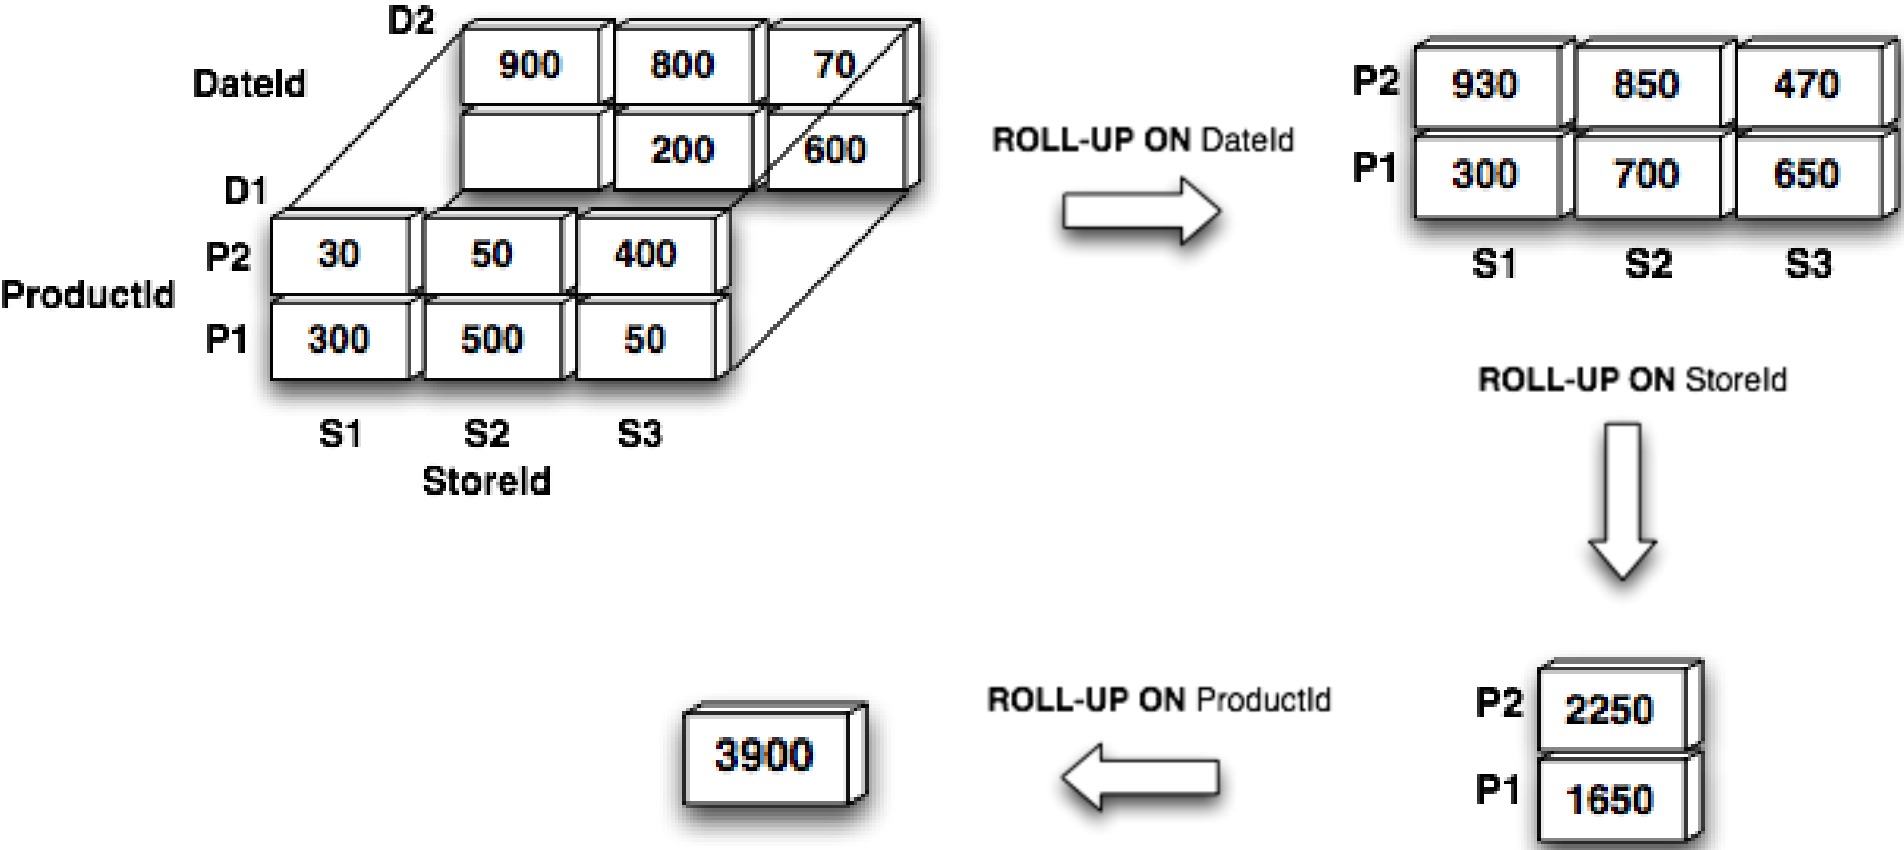 D2
900 800 70
DateId
200 600
D1
P2 30 50 400
ProductId
P1 300 500 50
S1 S2 S3
StoreId
ROLL-UP ON DateId
P2 930 850 470
P1 300 700 650
S1 S2 S3
ROLL-UP ON StoreId
P2 2250
P1 1650
ROLL-UP ON ProductId
3900